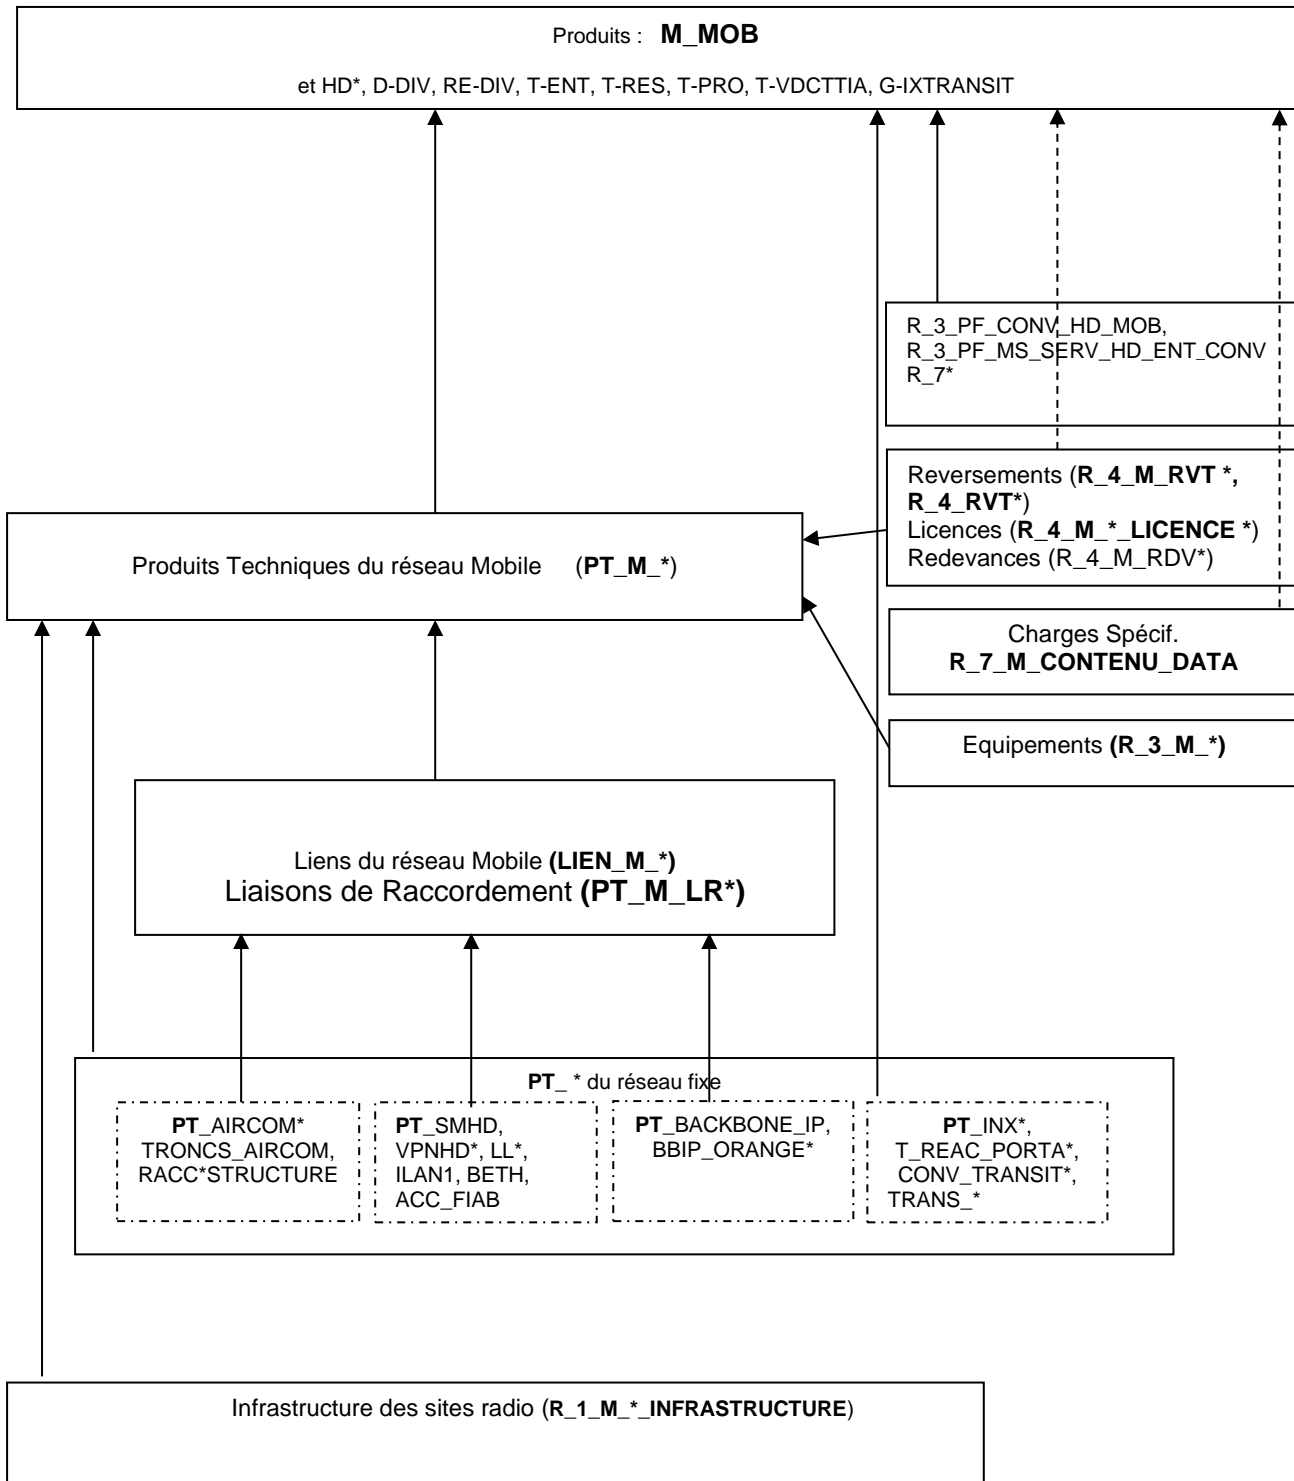 Produits : M_MOB
et HD*, D-DIV, RE-DIV, T-ENT, T-RES, T-PRO, T-VDCTTIA, G-IXTRANSIT
R_3_PF_CONV_HD_MOB,
R_3_PF_MS_SERV_HD_ENT_CONV
R_7*
Reversements (R_4_M_RVT *,
R_4_RVT*)
Licences (R_4_M_*_LICENCE *)
Redevances (R_4_M_RDV*)
Produits Techniques du réseau Mobile (PT_M_*)
Charges Spécif.
R_7_M_CONTENU_DATA
Equipements (R_3_M_*)
Liens du réseau Mobile (LIEN_M_*)
Liaisons de Raccordement (PT_M_LR*)
PT_ * du réseau fixe
PT_AIRCOM*
TRONCS_AIRCOM,
RACC*STRUCTURE
PT_SMHD,
VPNHD*, LL*,
ILAN1, BETH,
ACC_FIAB
PT_BACKBONE_IP,
BBIP_ORANGE*
PT_INX*,
T_REAC_PORTA*,
CONV_TRANSIT*,
TRANS_*
Infrastructure des sites radio (R_1_M_*_INFRASTRUCTURE)